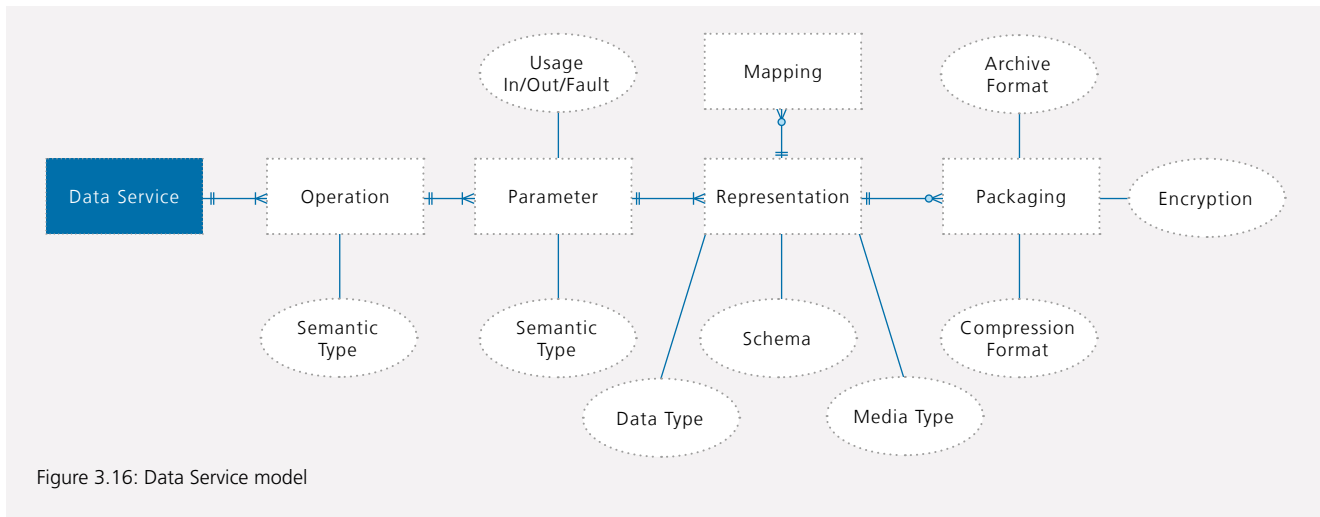 Usage
In/Out/Fault
Mapping
Archive
Format
Data Service
Operation
Parameter
Representation
Packaging
Encryption
Semantic
Type
Semantic
Type
Schema
Compression
Format
Data Type
Media Type
Figure 3.16: Data Service model